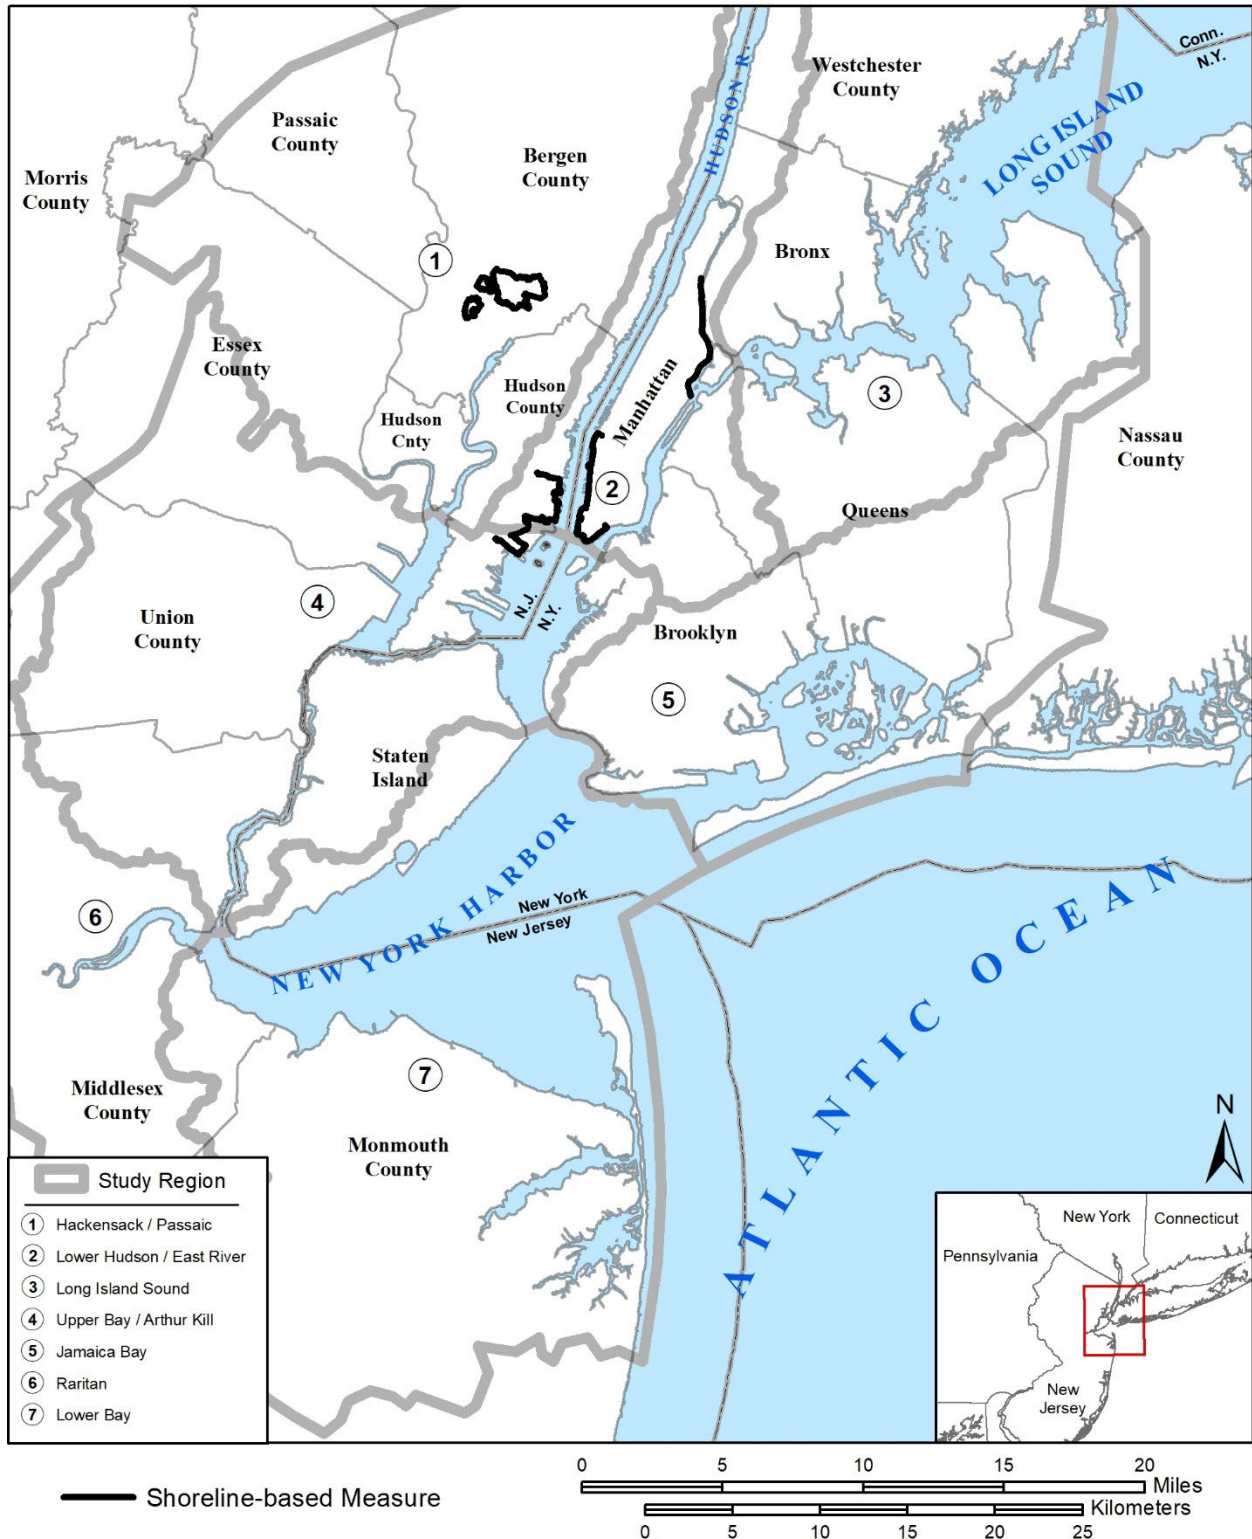 Conn.
N.Y.
HUDSON R.
Westchester
County
LONG ISLAND
SOUND
Passaic
County
Bergen
County
Morris
County
Bronx
1
Essex
County
Hudson
County
Hudson
Cnty
Manhattan
3
Nassau
County
2
Queens
4
N.J.
N.Y.
Union
County
Brooklyn
5
Staten
Island
NEW YORK HARBOR
New York
New Jersey
6
ATLANTIC OCEAN
7
Middlesex
County
Monmouth
County
N
Study Region
1 Hackensack / Passaic
2 Lower Hudson / East River
3 Long Island Sound
4 Upper Bay / Arthur Kill
5 Jamaica Bay
6 Raritan
7 Lower Bay
New York
Connecticut
Pennsylvania
New
Jersey
Shoreline-based Measure
0 5 10 15 20
Miles
Kilometers
0 5 10 15 20 25